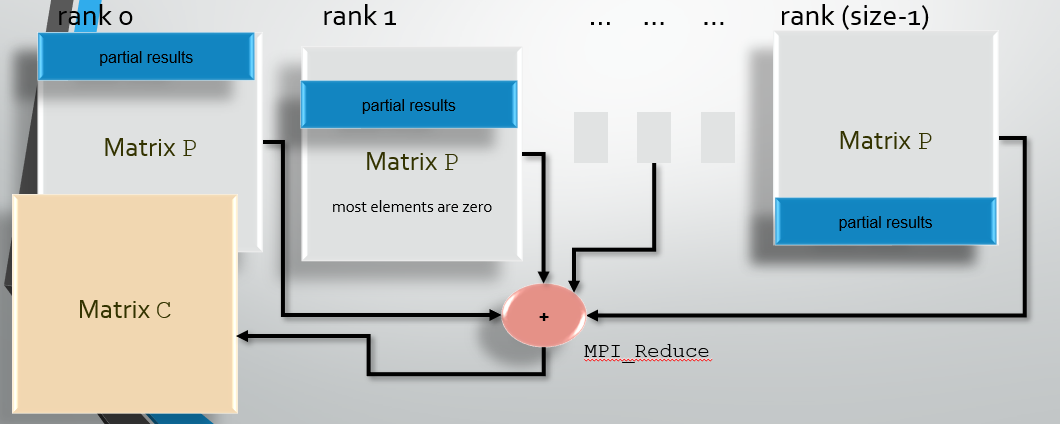 rank 0
rank 1
... ... ...
rank (size-1)
partial results
Matrix P
partial results
Matrix P
most elements are zero
Matrix P
partial results
Matrix C
+
MPI_Reduce